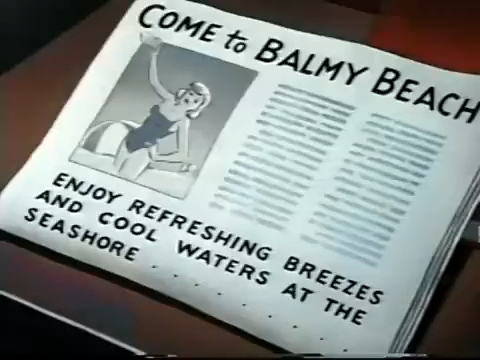 COME to BALMY BEACH
ENJOY REFRESHING BREEZES
AND COOL WATERS AT THE
SEASHORE . . . . . . . .